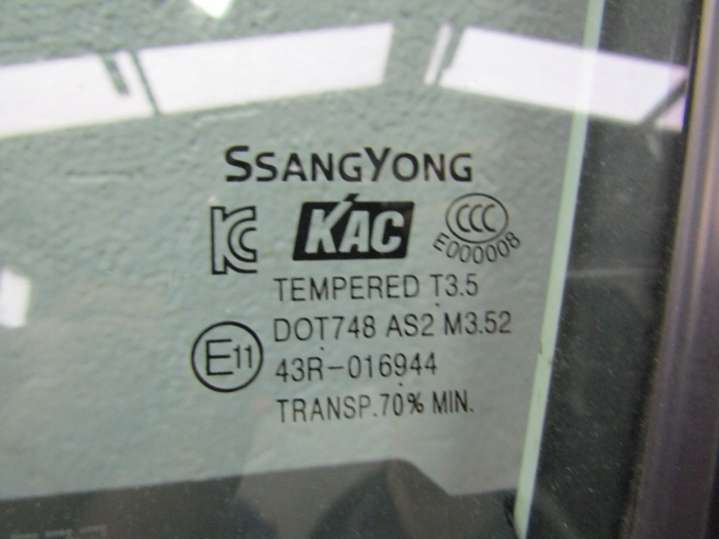 SSANGYONG
KC KAC CCC
E000008
TEMPERED T3.5
DOT748 AS2 M3.52
E11 43R-016944
TRANSP.70% MIN.